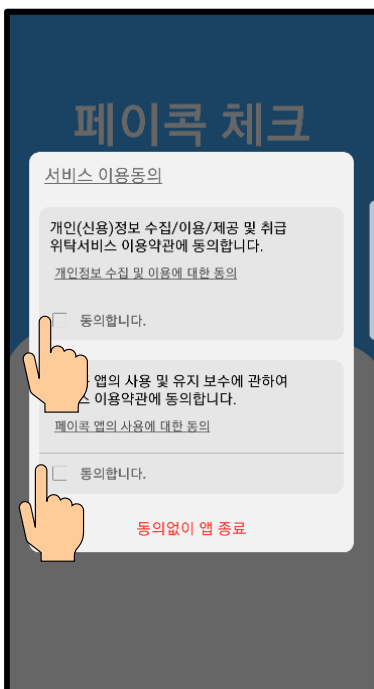 페이콕 체크
서비스 이용동의
개인(신용)정보 수집/이용/제공 및 취급
위탁서비스 이용약관에 동의합니다.
개인정보 수집 및 이용에 대한 동의
동의합니다.
앱의 사용 및 유지 보수에 관하여
이용약관에 동의합니다.
페이콕 앱의 사용에 대한 동의
동의합니다.
동의없이 앱 종료